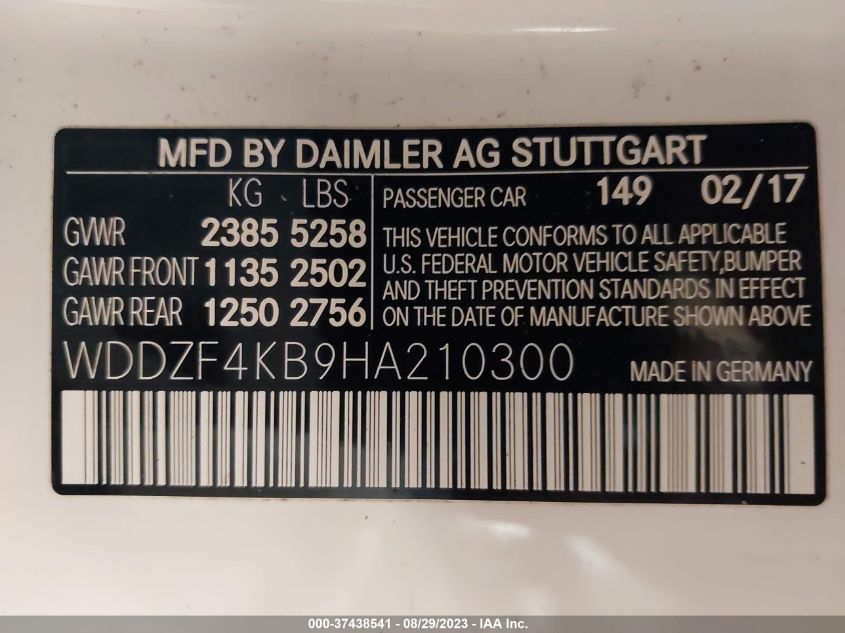 MFD BY DAIMLER AG STUTTGART
KG LBS
GVWR 2385 5258
GAWR FRONT 1135 2502
GAWR REAR 1250 2756
PASSENGER CAR 149 02/17
THIS VEHICLE CONFORMS TO ALL APPLICABLE
U.S. FEDERAL MOTOR VEHICLE SAFETY,BUMPER
AND THEFT PREVENTION STANDARDS IN EFFECT
ON THE DATE OF MANUFACTURE SHOWN ABOVE
WDDZF4KB9HA210300 MADE IN GERMANY
000-37438541 - 08/29/2023 - IAA Inc.